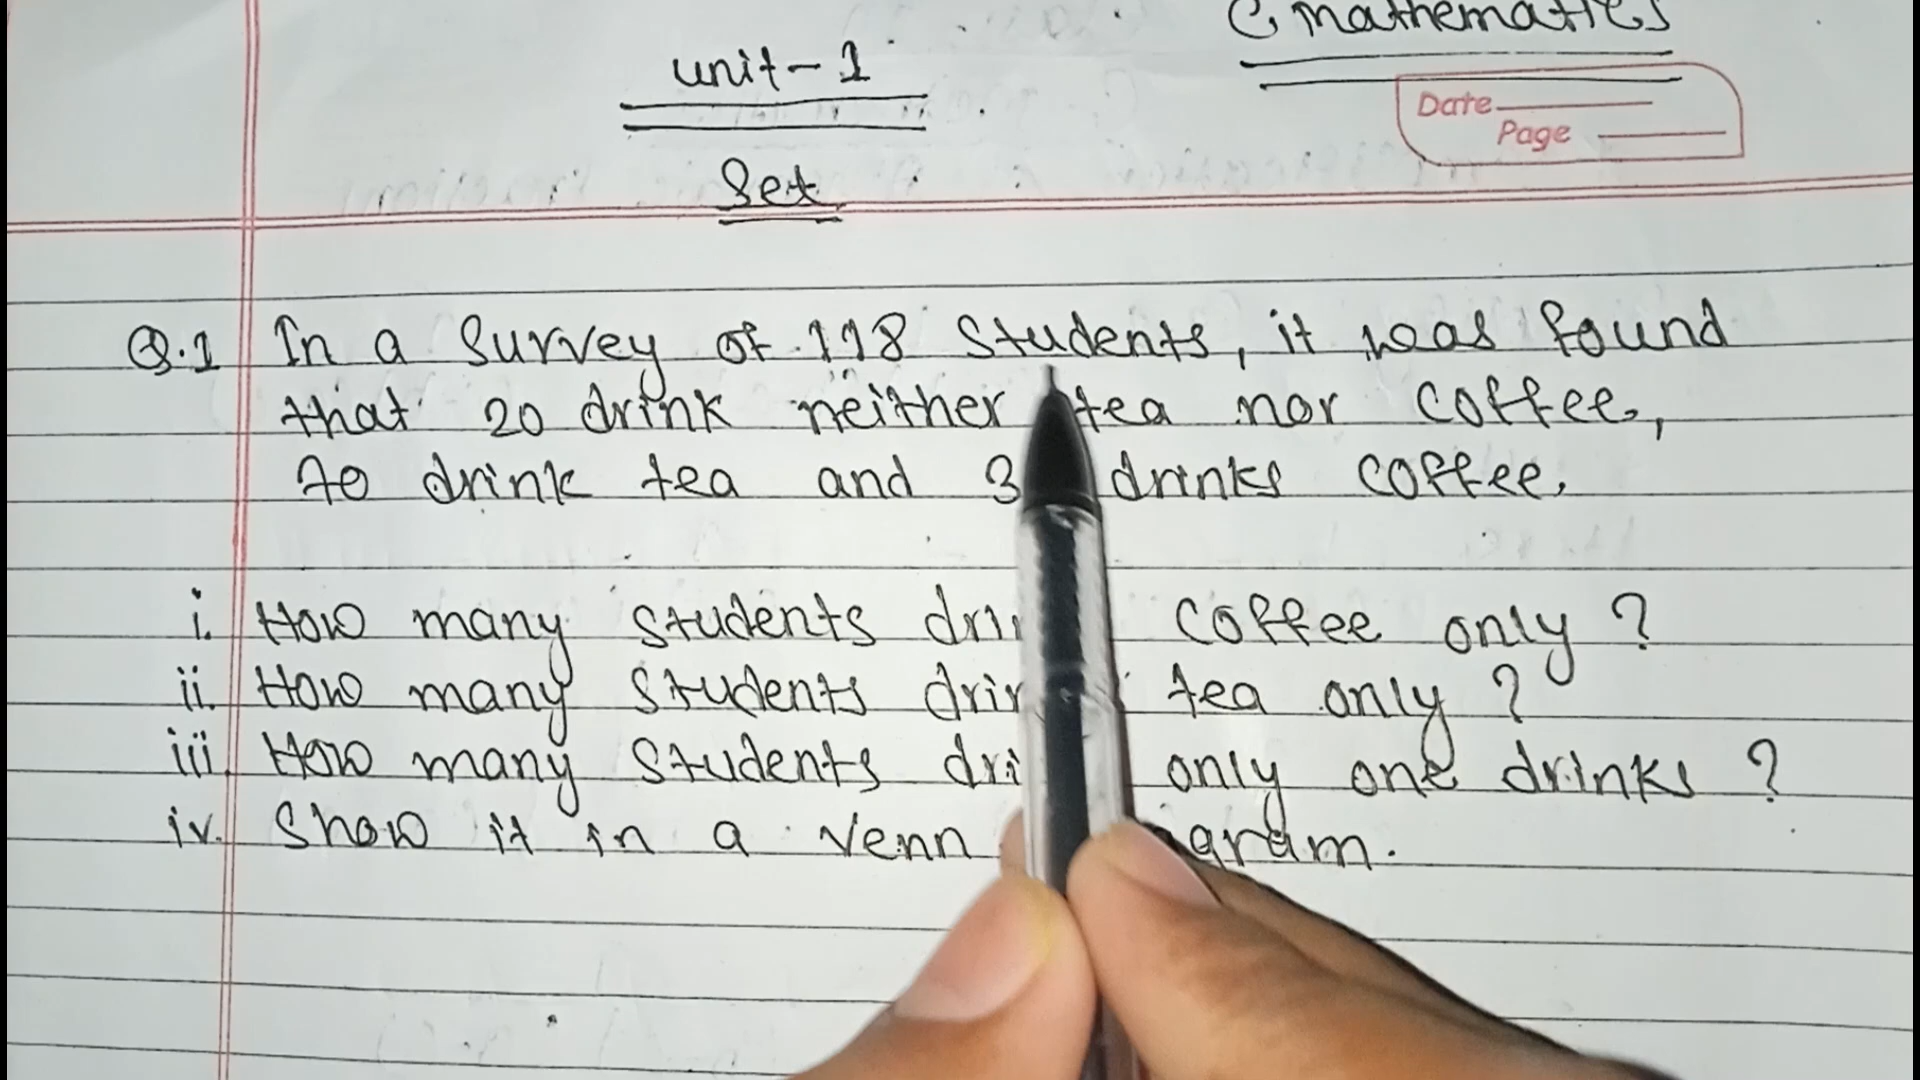 C. Mathematics
Unit-1
Date
Page
Set
Q.1 In a survey of 118 students, it was found
that 20 drink neither tea nor coffee,
70 drink tea and drinks coffee.
i. How many students coffee only ?
ii. How many students tea only ?
iii. How many students only one drinks ?
iv. Show it in a Venn